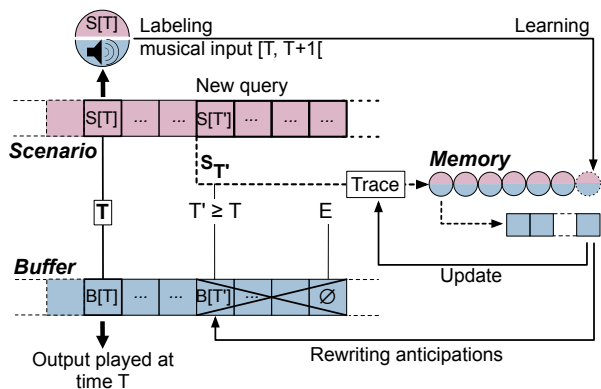 S[T]
Labeling
Learning
musical input [T, T+1[
New query
S[T] ... ... S[T'] ... ... ...
Scenario
S_T'
Memory
Trace
T
T' ≥ T
E
Buffer
Update
B[T] ... ... B[T'] ... ∅
Output played at
time T
Rewriting anticipations